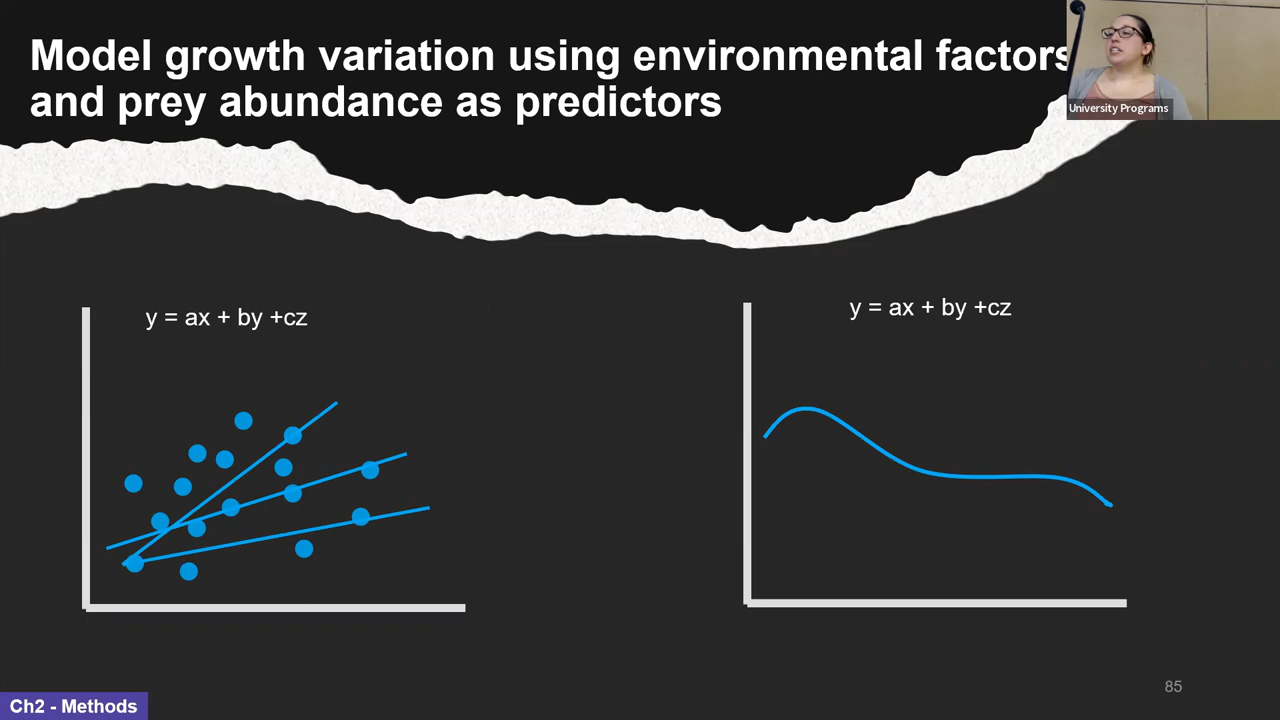 Model growth variation using environmental factors
and prey abundance as predictors
University Programs
y = ax + by +cz
y = ax + by +cz
85
Ch2 - Methods